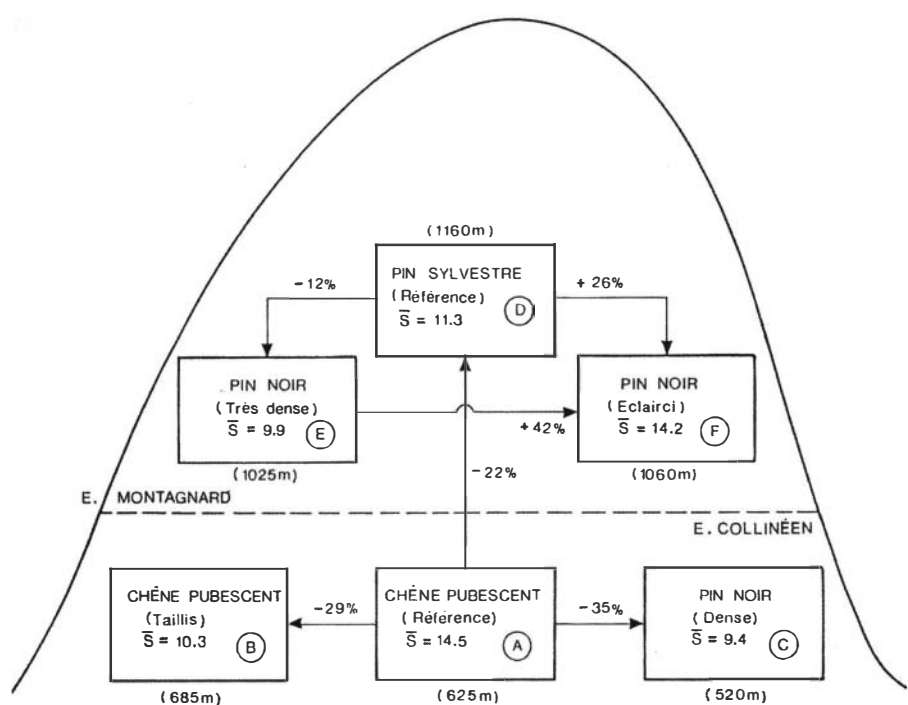 (1160m)
PIN SYLVESTRE
(Référence)
S̅ = 11.3
D
-12%
+ 26%
PIN NOIR
(Très dense)
S̅ = 9.9
E
(1025m)
PIN NOIR
(Eclairci)
S̅ = 14.2
F
(1060m)
+42%
-22%
E. MONTAGNARD
E. COLLINÉEN
CHÊNE PUBESCENT
(Taillis)
S̅ = 10.3
B
(685m)
-29%
CHÊNE PUBESCENT
(Référence)
S̅ = 14.5
A
(625m)
-35%
PIN NOIR
(Dense)
S̅ = 9.4
C
(520m)